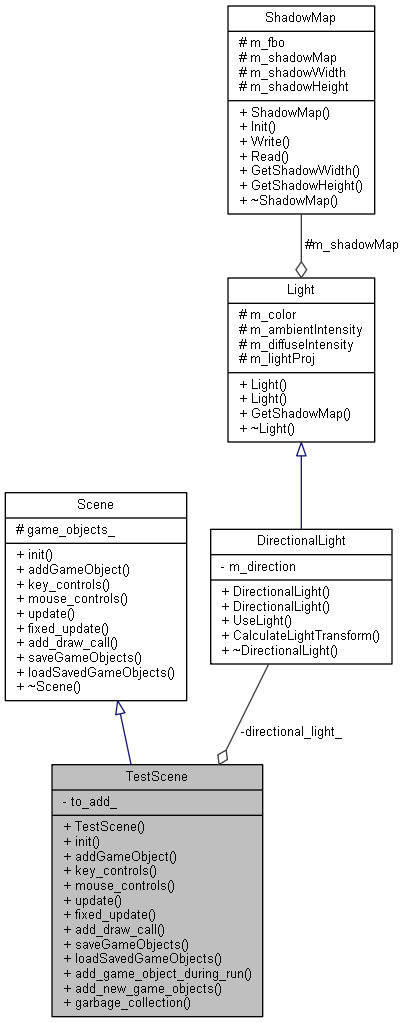 ShadowMap
# m_fbo
# m_shadowMap
# m_shadowWidth
# m_shadowHeight
+ ShadowMap()
+ Init()
+ Write()
+ Read()
+ GetShadowWidth()
+ GetShadowHeight()
+ ~ShadowMap()
#m_shadowMap
Light
# m_color
# m_ambientIntensity
# m_diffuseIntensity
# m_lightProj
+ Light()
+ Light()
+ GetShadowMap()
+ ~Light()
Scene
# game_objects_
+ init()
+ addGameObject()
+ key_controls()
+ mouse_controls()
+ update()
+ fixed_update()
+ add_draw_call()
+ saveGameObjects()
+ loadSavedGameObjects()
+ ~Scene()
DirectionalLight
- m_direction
+ DirectionalLight()
+ DirectionalLight()
+ UseLight()
+ CalculateLightTransform()
+ ~DirectionalLight()
-directional_light_
TestScene
- to_add_
+ TestScene()
+ init()
+ addGameObject()
+ key_controls()
+ mouse_controls()
+ update()
+ fixed_update()
+ add_draw_call()
+ saveGameObjects()
+ loadSavedGameObjects()
+ add_game_object_during_run()
+ add_new_game_objects()
+ garbage_collection()